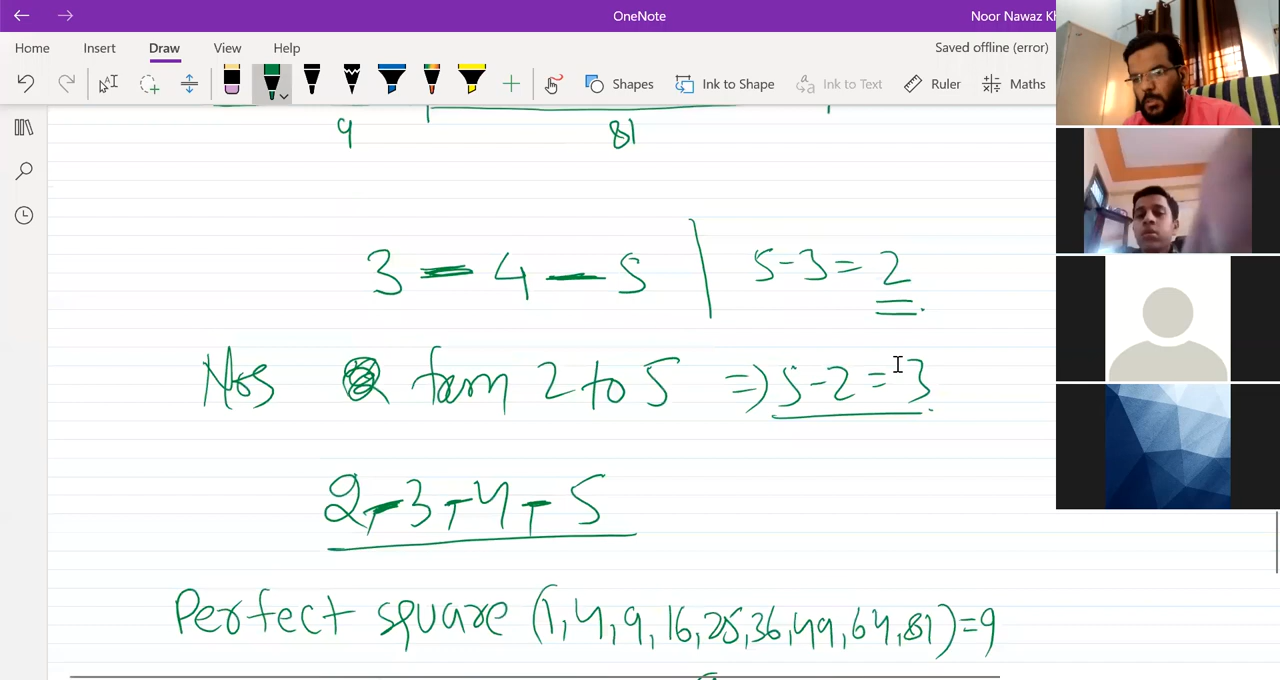 OneNote
Noor Nawaz Kh
Home Insert Draw View Help
Saved offline (error)
Shapes Ink to Shape Ink to Text Ruler Maths
9 81
3 - 4 - 5 | 5-3 = 2
Nos from 2 to 5 => 5-2 = 3
2-3-4-5
Perfect square (1,4,9,16,25,36,49,64,81)=9